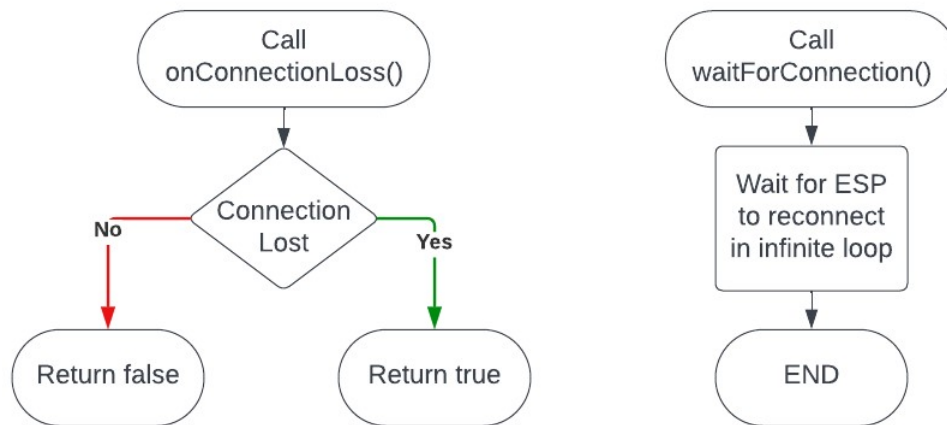 Call
onConnectionLoss()
Connection
Lost
No
Yes
Return false
Return true
Call
waitForConnection()
Wait for ESP
to reconnect
in infinite loop
END